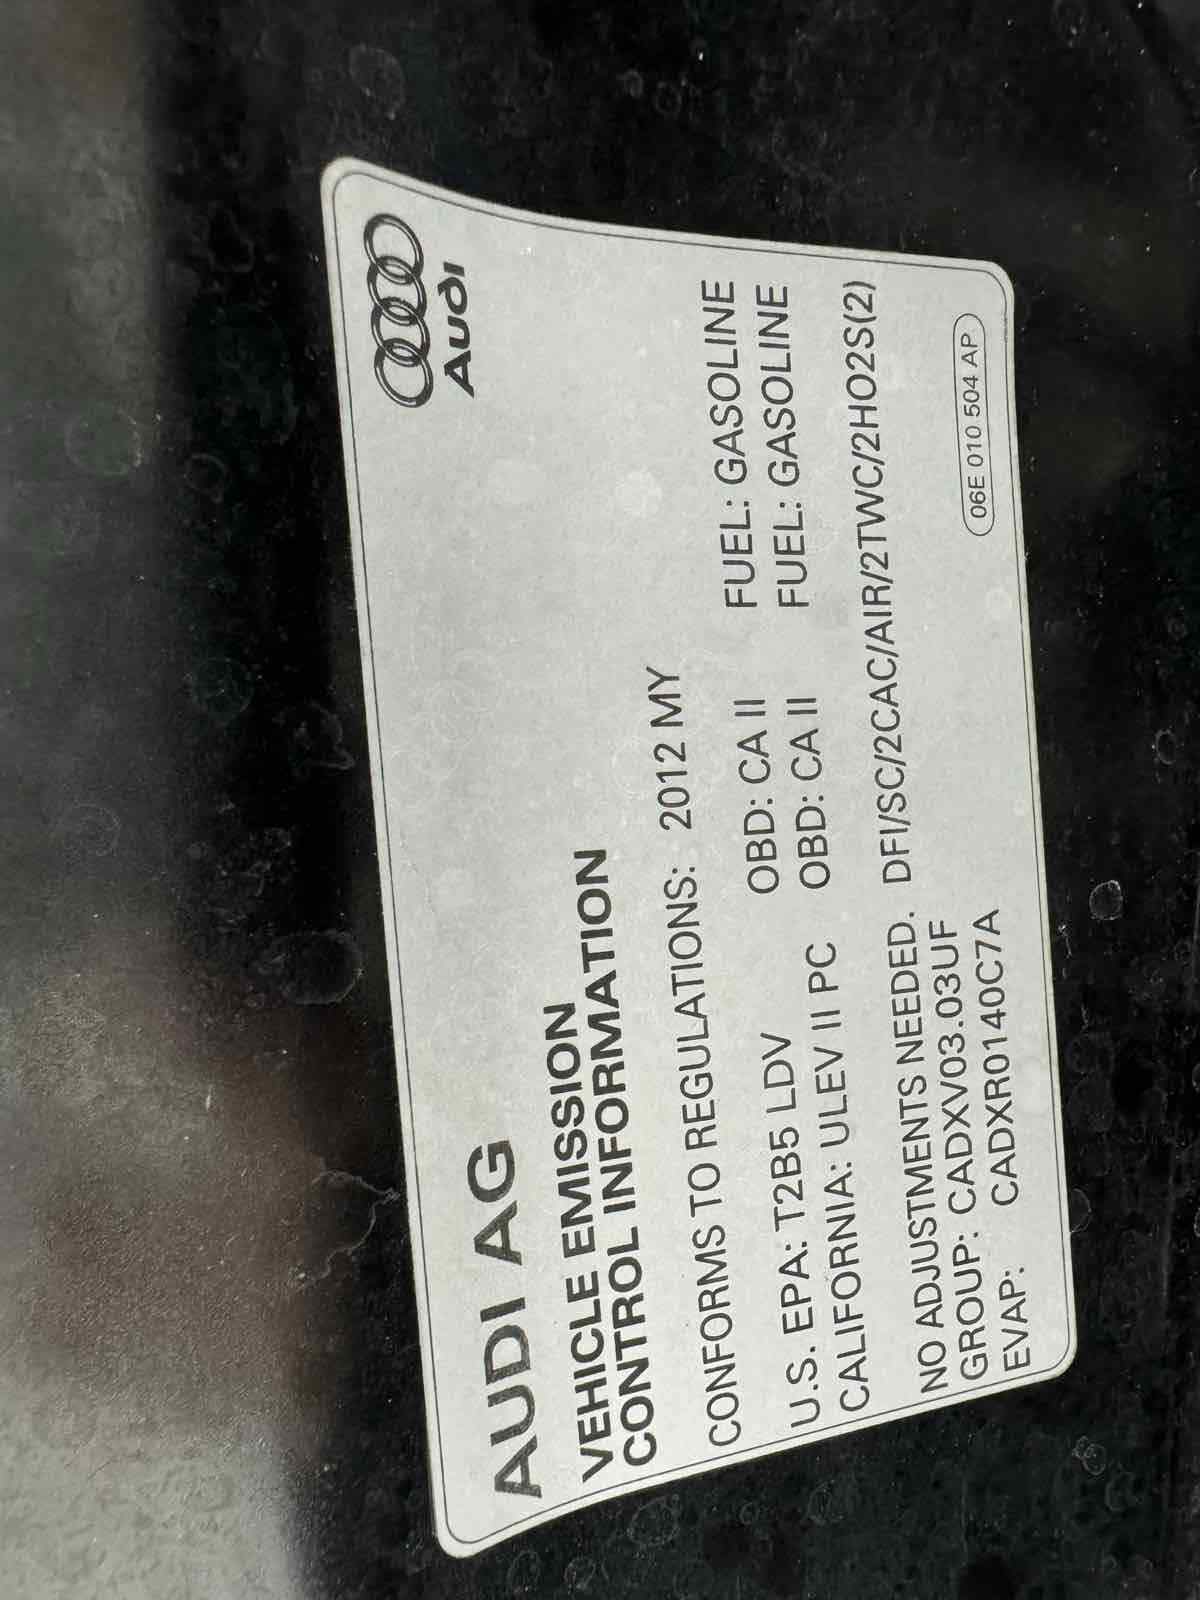 Audi
AUDI AG
VEHICLE EMISSION
CONTROL INFORMATION
CONFORMS TO REGULATIONS: 2012 MY
U.S. EPA: T2B5 LDV OBD: CA II FUEL: GASOLINE
CALIFORNIA: ULEV II PC OBD: CA II FUEL: GASOLINE
NO ADJUSTMENTS NEEDED. DFI/SC/2CAC/AIR/2TWC/2HO2S(2)
GROUP: CADXV03.03UF
EVAP: CADXR0140C7A
06E 010 504 AP